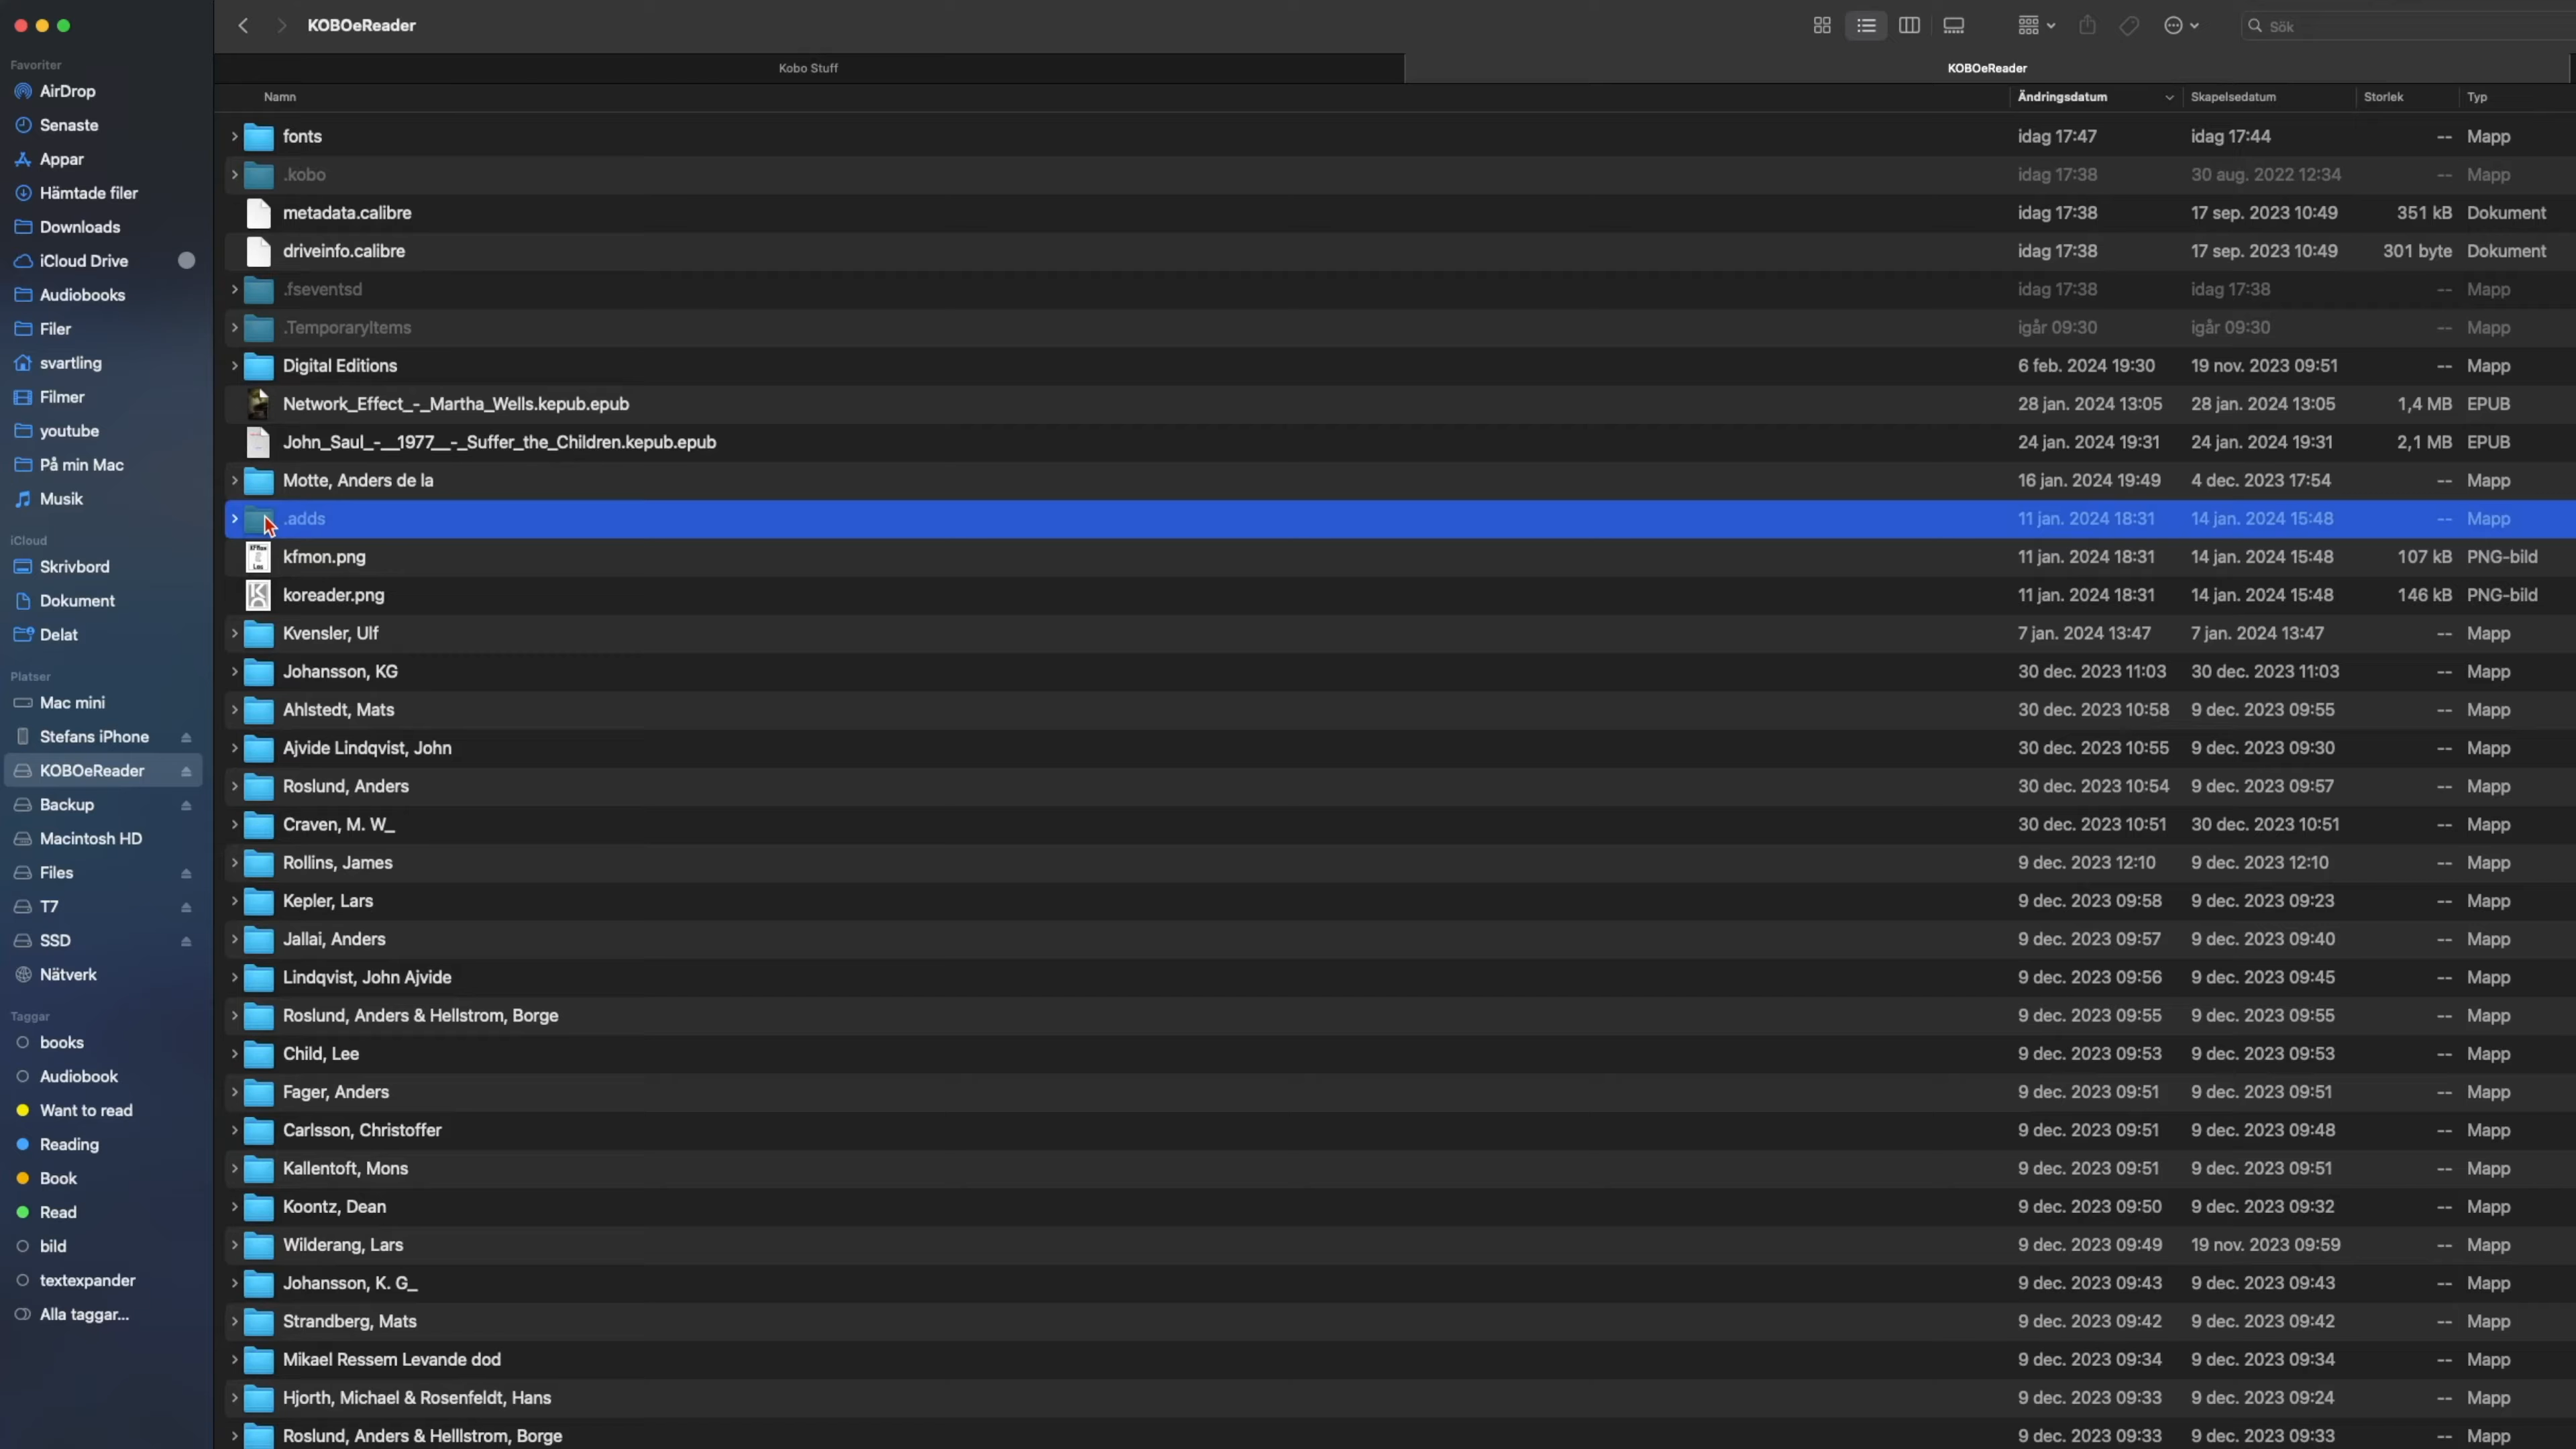 KOBOeReader
Sök
Kobo Stuff
KOBOeReader
Namn Ändringsdatum Skapelsedatum Storlek Typ
Favoriter
AirDrop
Senaste
Appar
Hämtade filer
Downloads
iCloud Drive
Audiobooks
Filer
svartling
Filmer
youtube
På min Mac
Musik
iCloud
Skrivbord
Dokument
Delat
Platser
Mac mini
Stefans iPhone
KOBOeReader
Backup
Macintosh HD
Files
T7
SSD
Nätverk
Taggar
books
Audiobook
Want to read
Reading
Book
Read
bild
textexpander
Alla taggar...
fonts idag 17:47 idag 17:44 -- Mapp
.kobo idag 17:38 30 aug. 2022 12:34 -- Mapp
metadata.calibre idag 17:38 17 sep. 2023 10:49 351 kB Dokument
driveinfo.calibre idag 17:38 17 sep. 2023 10:49 301 byte Dokument
.fseventsd idag 17:38 idag 17:38 -- Mapp
.TemporaryItems igår 09:30 igår 09:30 -- Mapp
Digital Editions 6 feb. 2024 19:30 19 nov. 2023 09:51 -- Mapp
Network_Effect_-_Martha_Wells.kepub.epub 28 jan. 2024 13:05 28 jan. 2024 13:05 1,4 MB EPUB
John_Saul_-__1977__-_Suffer_the_Children.kepub.epub 24 jan. 2024 19:31 24 jan. 2024 19:31 2,1 MB EPUB
Motte, Anders de la 16 jan. 2024 19:49 4 dec. 2023 17:54 -- Mapp
.adds 11 jan. 2024 18:31 14 jan. 2024 15:48 -- Mapp
kfmon.png 11 jan. 2024 18:31 14 jan. 2024 15:48 107 kB PNG-bild
koreader.png 11 jan. 2024 18:31 14 jan. 2024 15:48 146 kB PNG-bild
Kvensler, Ulf 7 jan. 2024 13:47 7 jan. 2024 13:47 -- Mapp
Johansson, KG 30 dec. 2023 11:03 30 dec. 2023 11:03 -- Mapp
Ahlstedt, Mats 30 dec. 2023 10:58 9 dec. 2023 09:55 -- Mapp
Ajvide Lindqvist, John 30 dec. 2023 10:55 9 dec. 2023 09:30 -- Mapp
Roslund, Anders 30 dec. 2023 10:54 9 dec. 2023 09:57 -- Mapp
Craven, M. W_ 30 dec. 2023 10:51 30 dec. 2023 10:51 -- Mapp
Rollins, James 9 dec. 2023 12:10 9 dec. 2023 12:10 -- Mapp
Kepler, Lars 9 dec. 2023 09:58 9 dec. 2023 09:23 -- Mapp
Jallai, Anders 9 dec. 2023 09:57 9 dec. 2023 09:40 -- Mapp
Lindqvist, John Ajvide 9 dec. 2023 09:56 9 dec. 2023 09:45 -- Mapp
Roslund, Anders & Hellstrom, Borge 9 dec. 2023 09:55 9 dec. 2023 09:55 -- Mapp
Child, Lee 9 dec. 2023 09:53 9 dec. 2023 09:53 -- Mapp
Fager, Anders 9 dec. 2023 09:51 9 dec. 2023 09:51 -- Mapp
Carlsson, Christoffer 9 dec. 2023 09:51 9 dec. 2023 09:48 -- Mapp
Kallentoft, Mons 9 dec. 2023 09:51 9 dec. 2023 09:51 -- Mapp
Koontz, Dean 9 dec. 2023 09:50 9 dec. 2023 09:32 -- Mapp
Wilderang, Lars 9 dec. 2023 09:49 19 nov. 2023 09:59 -- Mapp
Johansson, K. G_ 9 dec. 2023 09:43 9 dec. 2023 09:43 -- Mapp
Strandberg, Mats 9 dec. 2023 09:42 9 dec. 2023 09:42 -- Mapp
Mikael Ressem Levande dod 9 dec. 2023 09:34 9 dec. 2023 09:34 -- Mapp
Hjorth, Michael & Rosenfeldt, Hans 9 dec. 2023 09:33 9 dec. 2023 09:24 -- Mapp
Roslund, Anders & Helllstrom, Borge 9 dec. 2023 09:33 9 dec. 2023 09:33 -- Mapp